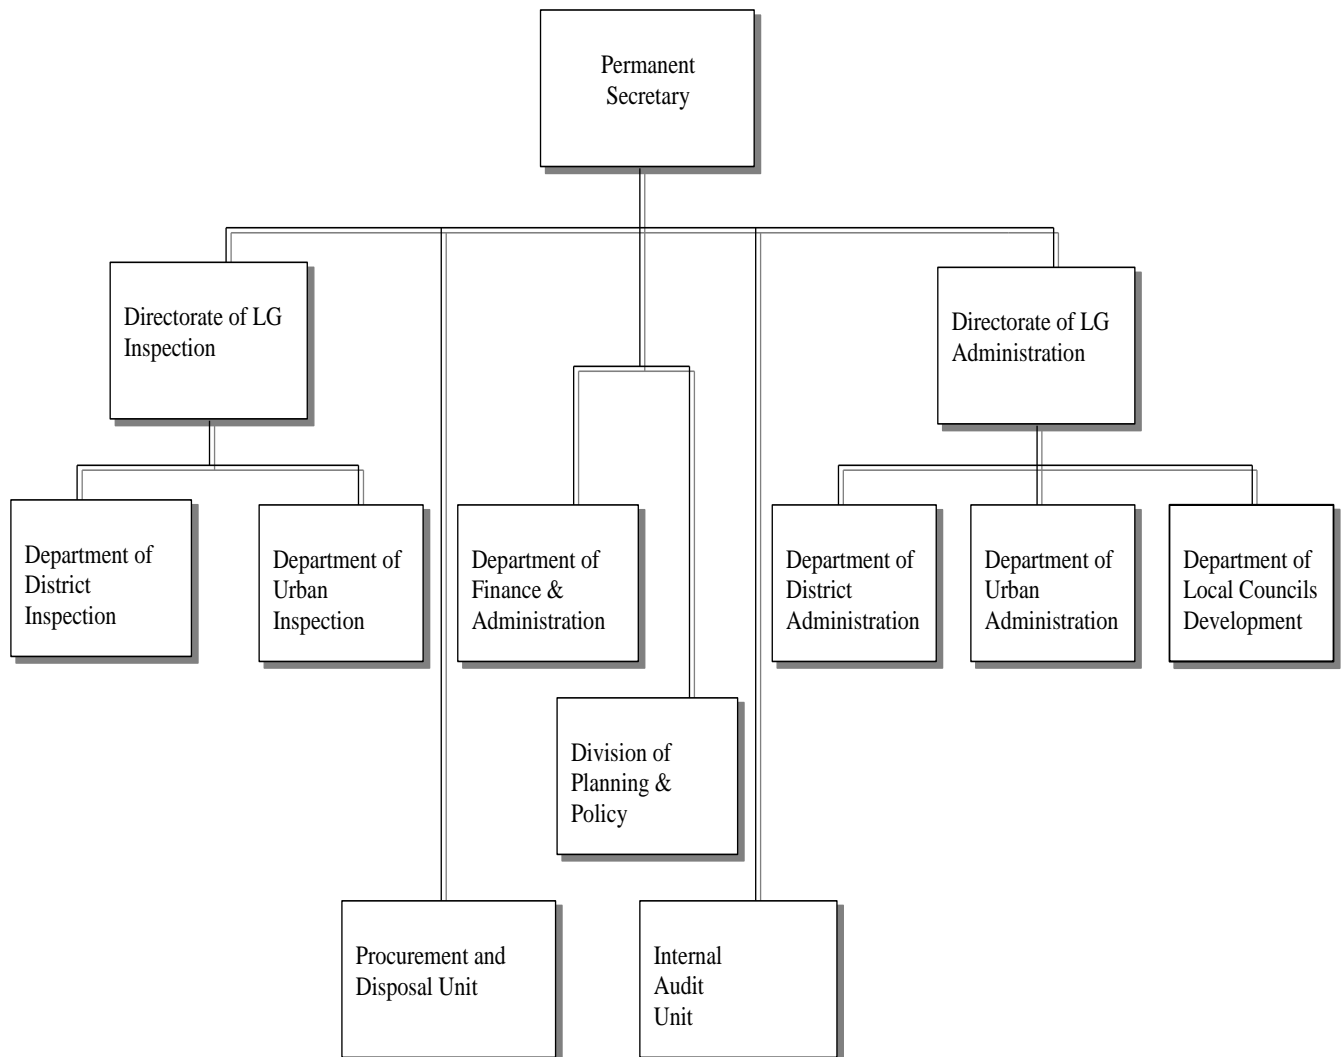 Permanent
Secretary
Directorate of LG
Inspection
Directorate of LG
Administration
Department of
District
Inspection
Department of
Urban
Inspection
Department of
Finance &
Administration
Department of
District
Administration
Department of
Urban
Administration
Department of
Local Councils
Development
Division of
Planning &
Policy
Procurement and
Disposal Unit
Internal
Audit
Unit